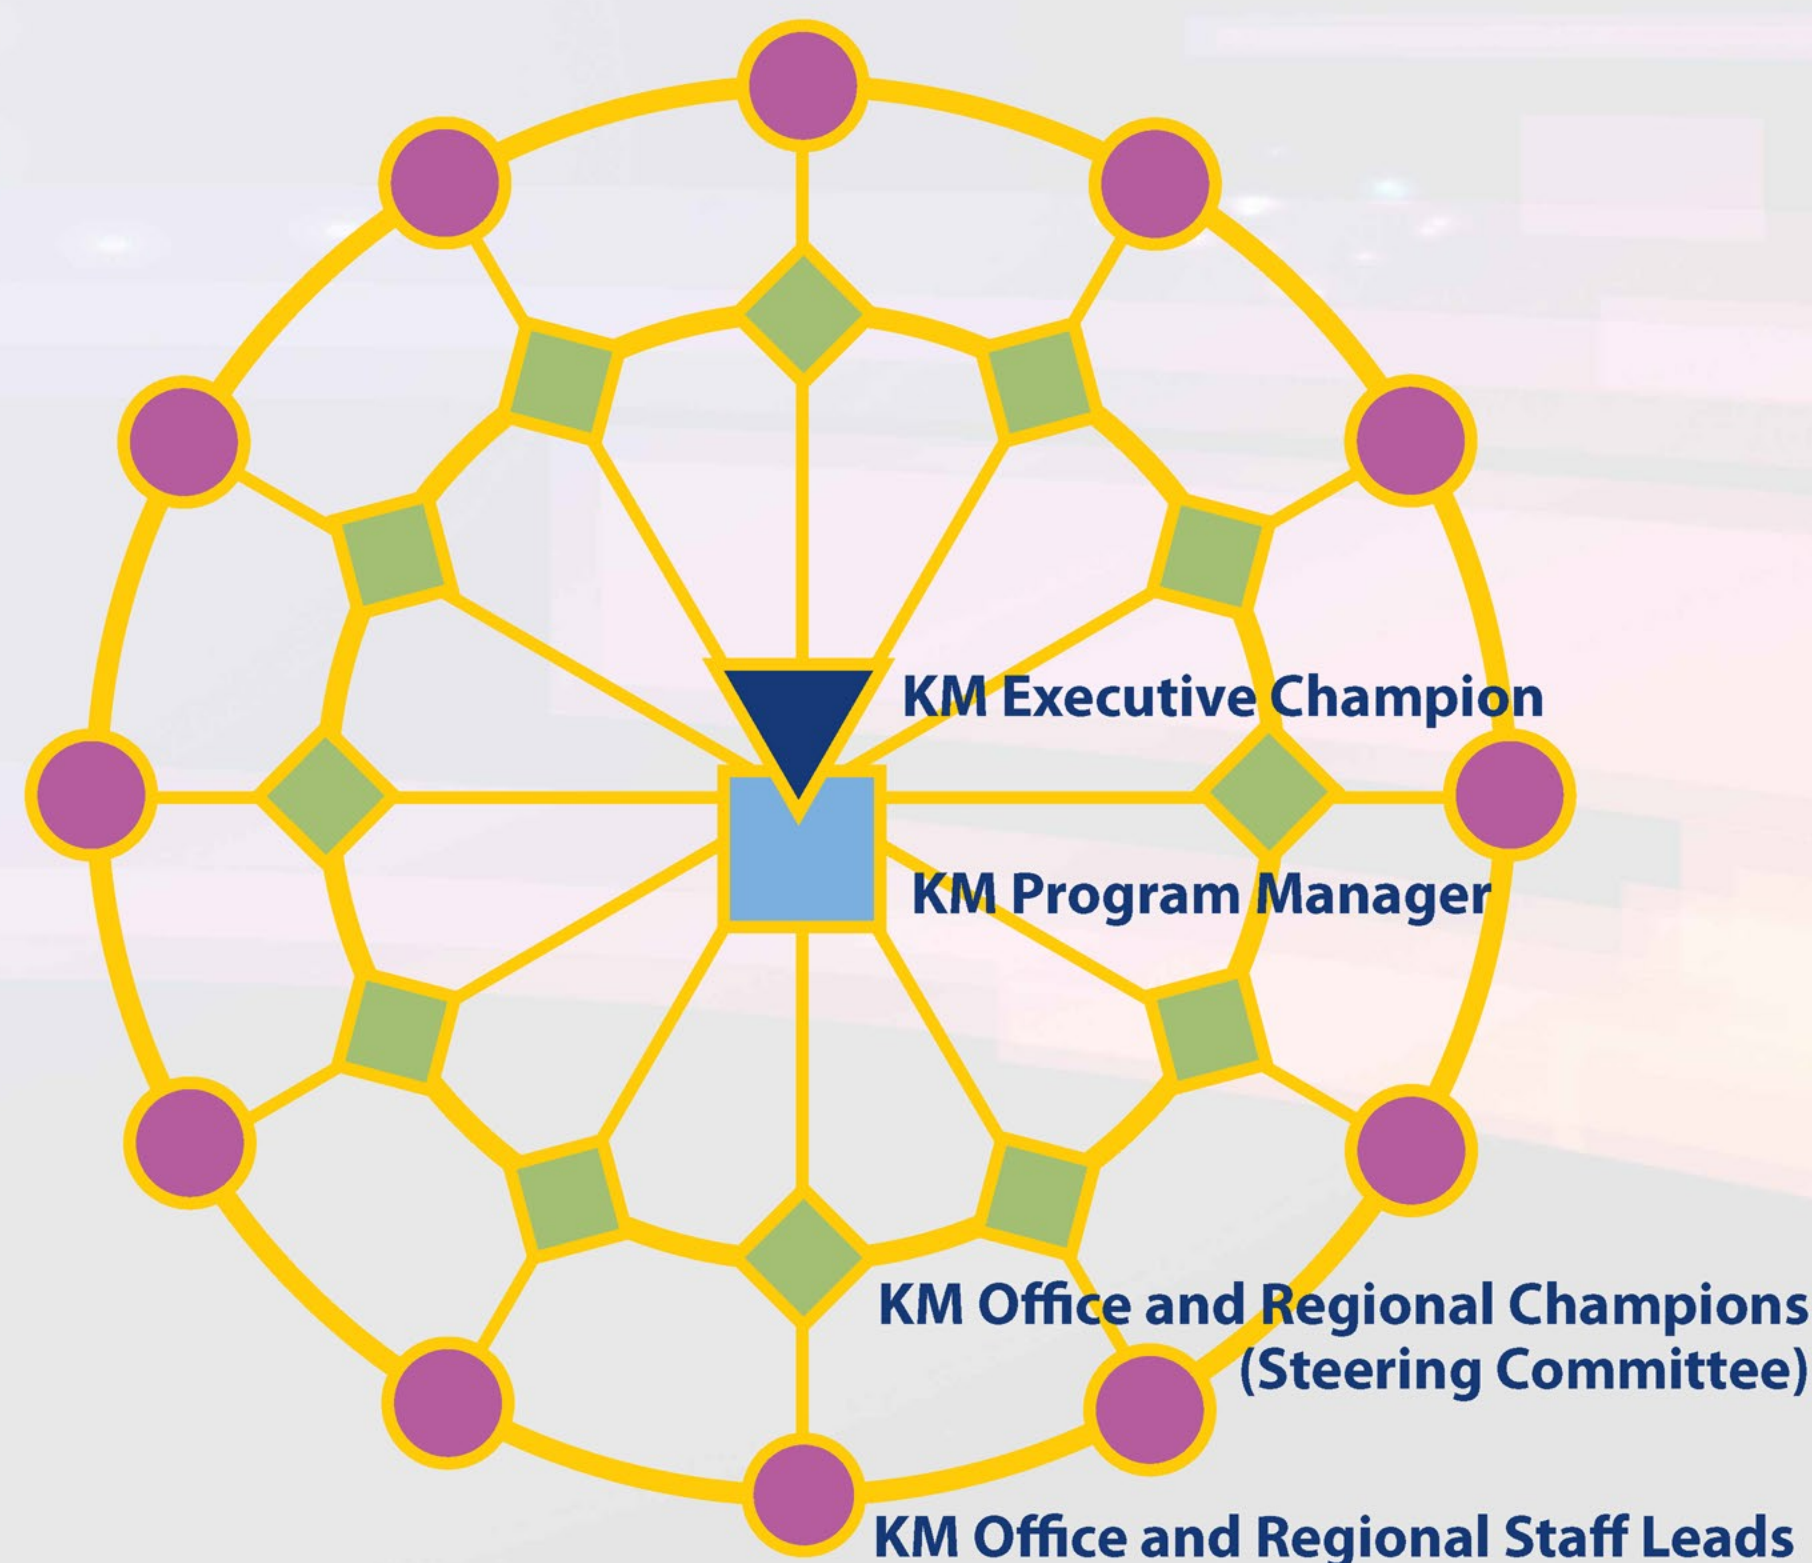 KM Executive Champion
KM Program Manager
KM Office and Regional Champions
(Steering Committee)
KM Office and Regional Staff Leads